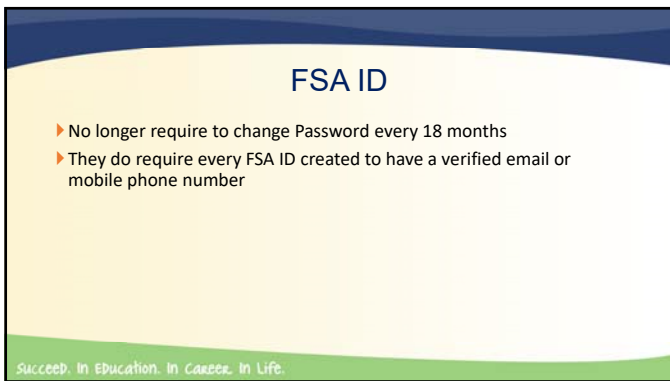 FSA ID
No longer require to change Password every 18 months
They do require every FSA ID created to have a verified email or
mobile phone number
Succeed. In Education. In Career. In Life.